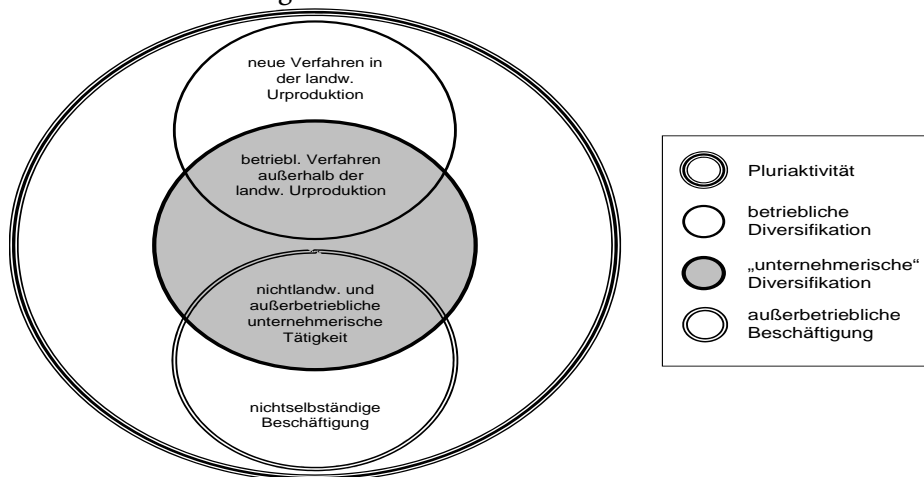 neue Verfahren in
der landw.
Urproduktion
betriebl. Verfahren
außerhalb der
landw. Urproduktion
nichtlandw. und
außerbetriebliche
unternehmerische
Tätigkeit
nichtselbständige
Beschäftigung
Pluriaktivität
betriebliche
Diversifikation
„unternehmerische“
Diversifikation
außerbetriebliche
Beschäftigung